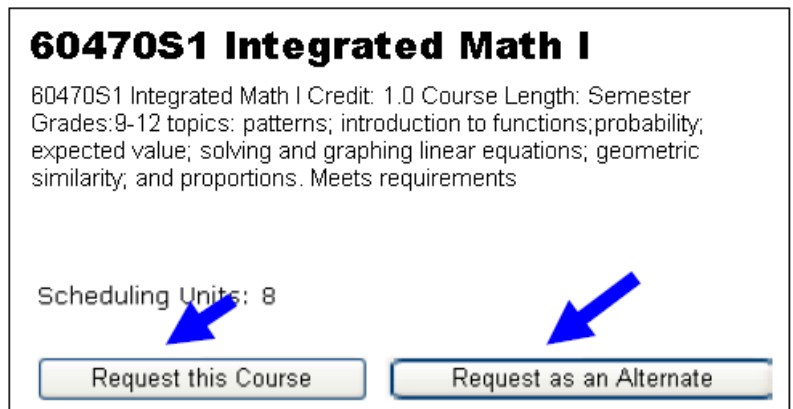 60470S1 Integrated Math I
60470S1 Integrated Math I Credit: 1.0 Course Length: Semester
Grades:9-12 topics: patterns; introduction to functions;probability;
expected value; solving and graphing linear equations; geometric
similarity; and proportions. Meets requirements
Scheduling Units: 8
Request this Course
Request as an Alternate